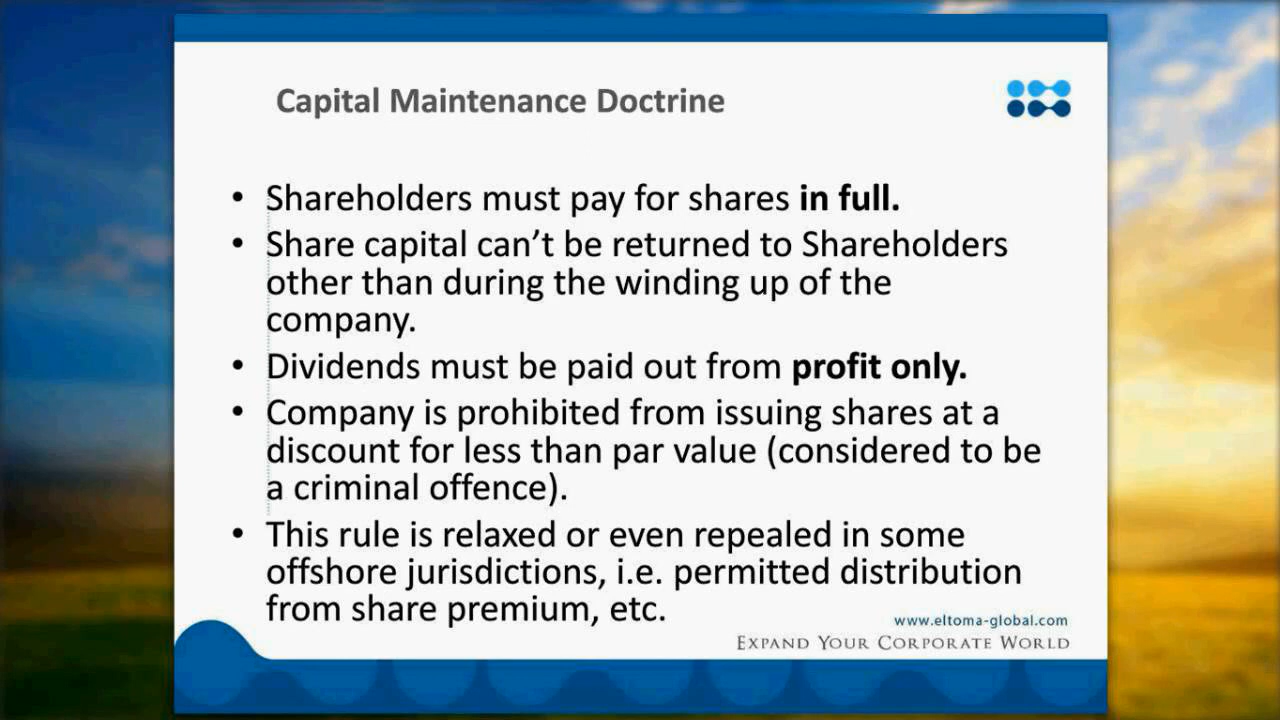 Capital Maintenance Doctrine
• Shareholders must pay for shares in full.
• Share capital can’t be returned to Shareholders
other than during the winding up of the
company.
• Dividends must be paid out from profit only.
• Company is prohibited from issuing shares at a
discount for less than par value (considered to be
a criminal offence).
• This rule is relaxed or even repealed in some
offshore jurisdictions, i.e. permitted distribution
from share premium, etc.
www.eltoma-global.com
Expand Your Corporate World